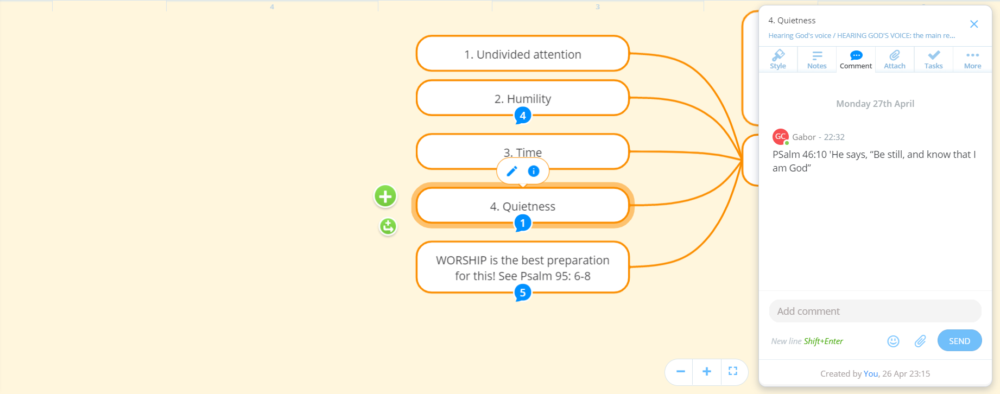 4
3
1. Undivided attention
2. Humility
4
3. Time
4. Quietness
1
WORSHIP is the best preparation
for this! See Psalm 95: 6-8
5
4. Quietness
Hearing God's voice / HEARING GOD'S VOICE: the main re...
Style
Notes
Comment
Attach
Tasks
More
Monday 27th April
GC
Gabor - 22:32
PSalm 46:10 'He says, “Be still, and know that I
am God”
Add comment
New line Shift+Enter
SEND
Created by You, 26 Apr 23:15